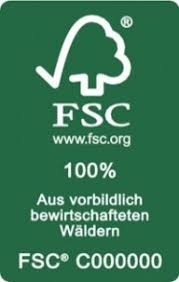 ®
FSC
www.fsc.org
100%
Aus vorbildlich
bewirtschafteten
Wäldern
FSC® C000000